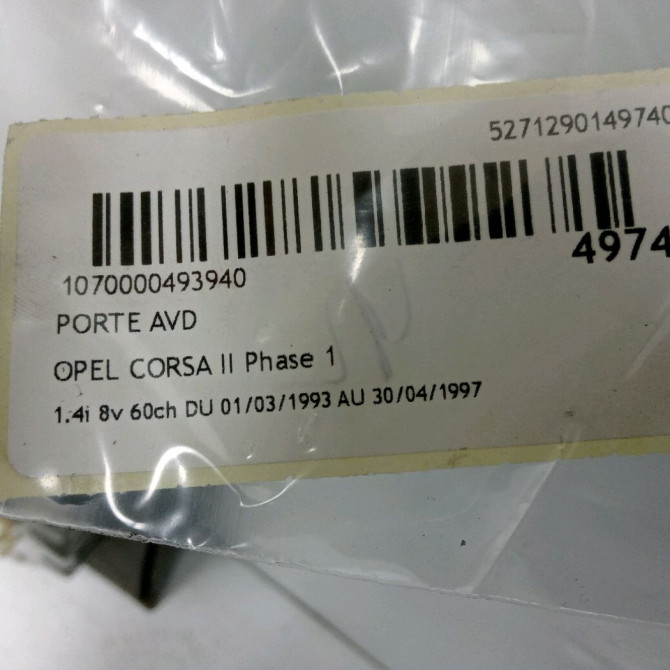 527129014974
4974
1070000493940
PORTE AVD
OPEL CORSA II Phase 1
1.4i 8v 60ch DU 01/03/1993 AU 30/04/1997